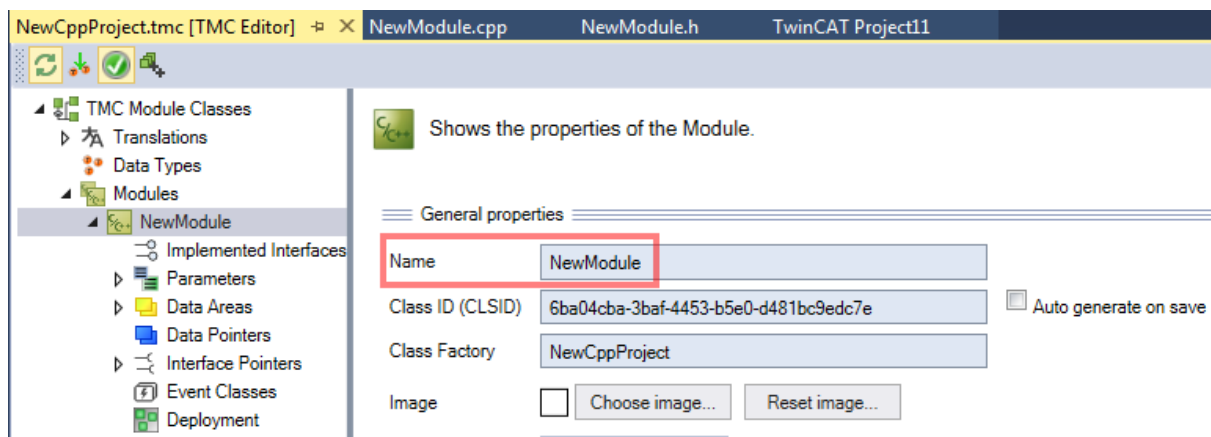 NewCppProject.tmc [TMC Editor] NewModule.cpp NewModule.h TwinCAT Project11
TMC Module Classes
Translations
Data Types
Modules
NewModule
Implemented Interfaces
Parameters
Data Areas
Data Pointers
Interface Pointers
Event Classes
Deployment
C/C++ Shows the properties of the Module.
General properties
Name NewModule
Class ID (CLSID) 6ba04cba-3baf-4453-b5e0-d481bc9edc7e Auto generate on save
Class Factory NewCppProject
Image Choose image... Reset image...